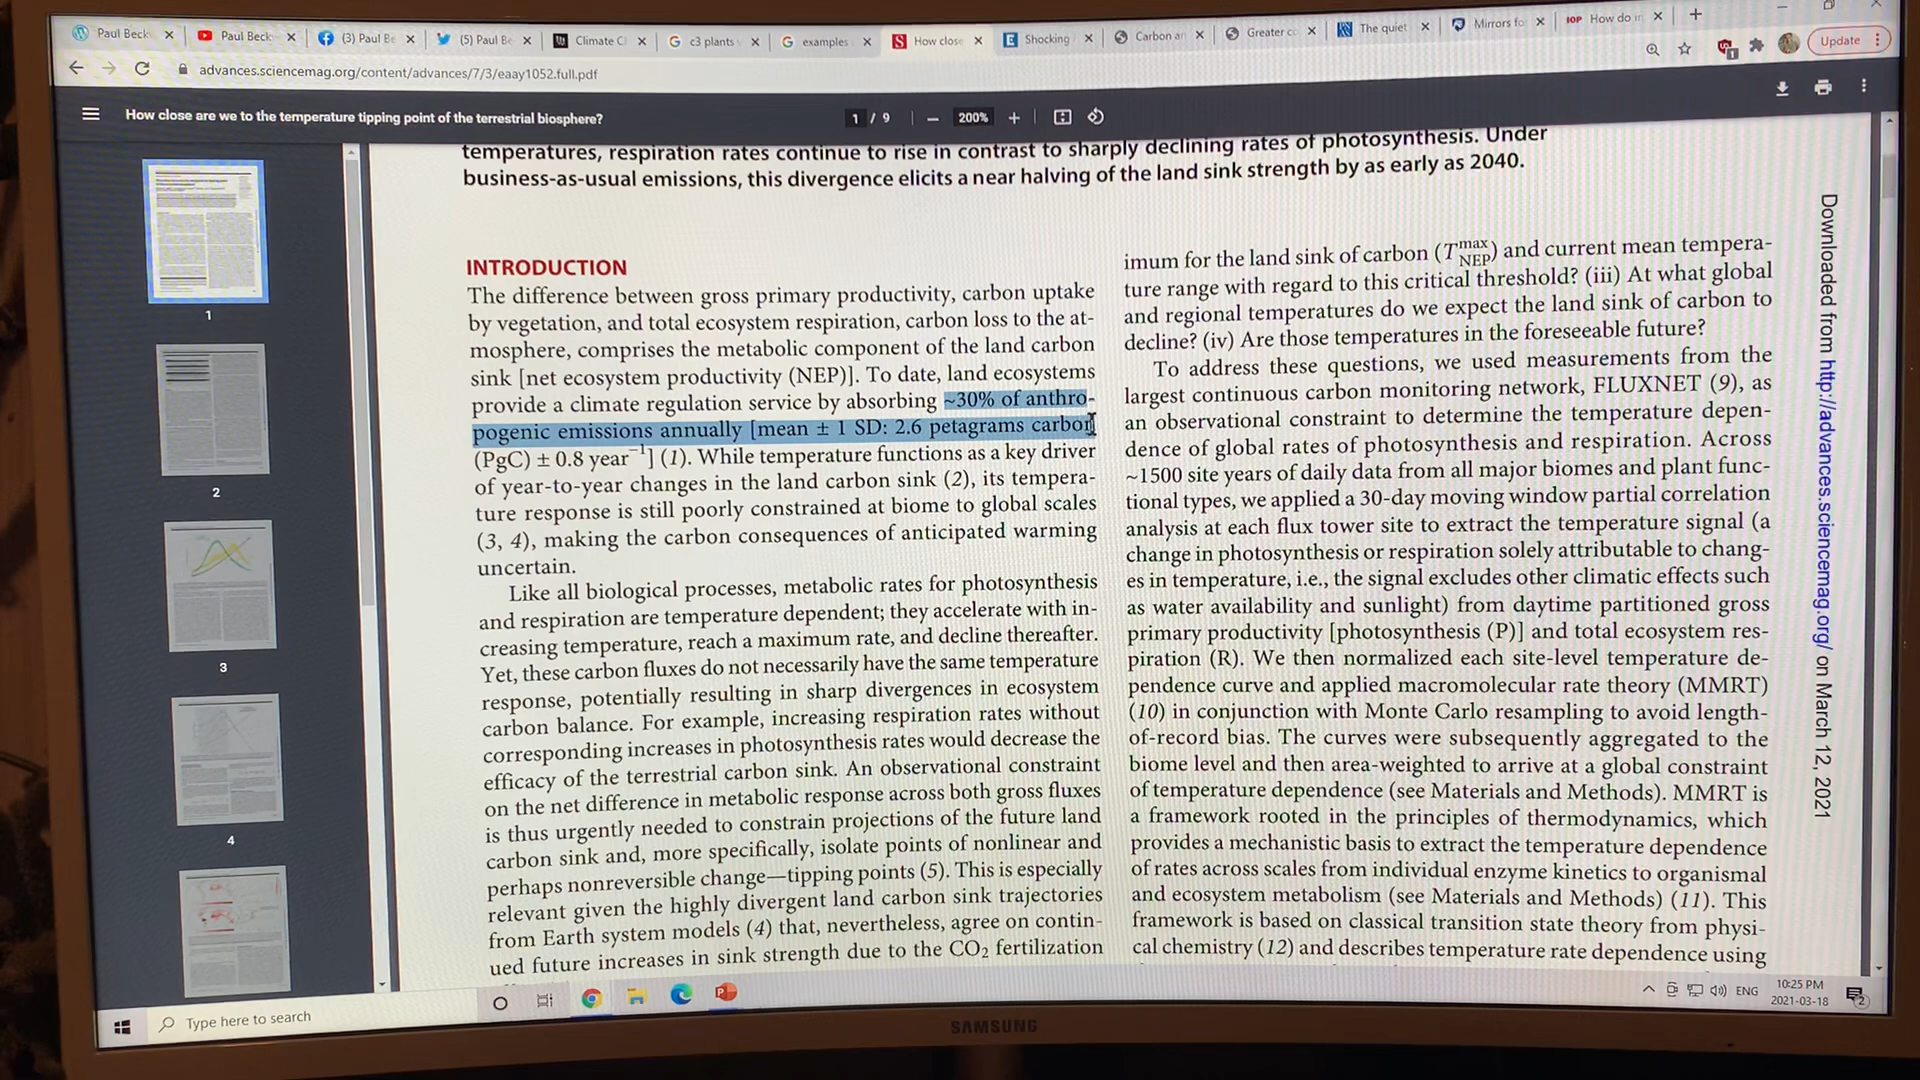 Paul Beck
Paul Beck
(3) Paul Be
(5) Paul Be
Climate C
c3 plants
examples
How close
Shocking
Carbon an
Greater co
The quiet
Mirrors fo
IOP How do
advances.sciencemag.org/content/advances/7/3/eaay1052.full.pdf
Update
How close are we to the temperature tipping point of the terrestrial biosphere?
1 / 9
200%
temperatures, respiration rates continue to rise in contrast to sharply declining rates of photosynthesis. Under
business-as-usual emissions, this divergence elicits a near halving of the land sink strength by as early as 2040.
INTRODUCTION
The difference between gross primary productivity, carbon uptake
by vegetation, and total ecosystem respiration, carbon loss to the at-
mosphere, comprises the metabolic component of the land carbon
sink [net ecosystem productivity (NEP)]. To date, land ecosystems
provide a climate regulation service by absorbing ~30% of anthro-
pogenic emissions annually [mean ± 1 SD: 2.6 petagrams carbon
(PgC) ± 0.8 year⁻¹] (1). While temperature functions as a key driver
of year-to-year changes in the land carbon sink (2), its tempera-
ture response is still poorly constrained at biome to global scales
(3, 4), making the carbon consequences of anticipated warming
uncertain.
Like all biological processes, metabolic rates for photosynthesis
and respiration are temperature dependent; they accelerate with in-
creasing temperature, reach a maximum rate, and decline thereafter.
Yet, these carbon fluxes do not necessarily have the same temperature
response, potentially resulting in sharp divergences in ecosystem
carbon balance. For example, increasing respiration rates without
corresponding increases in photosynthesis rates would decrease the
efficacy of the terrestrial carbon sink. An observational constraint
on the net difference in metabolic response across both gross fluxes
is thus urgently needed to constrain projections of the future land
carbon sink and, more specifically, isolate points of nonlinear and
perhaps nonreversible change—tipping points (5). This is especially
relevant given the highly divergent land carbon sink trajectories
from Earth system models (4) that, nevertheless, agree on contin-
ued future increases in sink strength due to the CO₂ fertilization
imum for the land sink of carbon (T max NEP) and current mean tempera-
ture range with regard to this critical threshold? (iii) At what global
and regional temperatures do we expect the land sink of carbon to
decline? (iv) Are those temperatures in the foreseeable future?
To address these questions, we used measurements from the
largest continuous carbon monitoring network, FLUXNET (9), as
an observational constraint to determine the temperature depen-
dence of global rates of photosynthesis and respiration. Across
~1500 site years of daily data from all major biomes and plant func-
tional types, we applied a 30-day moving window partial correlation
analysis at each flux tower site to extract the temperature signal (a
change in photosynthesis or respiration solely attributable to chang-
es in temperature, i.e., the signal excludes other climatic effects such
as water availability and sunlight) from daytime partitioned gross
primary productivity [photosynthesis (P)] and total ecosystem res-
piration (R). We then normalized each site-level temperature de-
pendence curve and applied macromolecular rate theory (MMRT)
(10) in conjunction with Monte Carlo resampling to avoid length-
of-record bias. The curves were subsequently aggregated to the
biome level and then area-weighted to arrive at a global constraint
of temperature dependence (see Materials and Methods). MMRT is
a framework rooted in the principles of thermodynamics, which
provides a mechanistic basis to extract the temperature dependence
of rates across scales from individual enzyme kinetics to organismal
and ecosystem metabolism (see Materials and Methods) (11). This
framework is based on classical transition state theory from physi-
cal chemistry (12) and describes temperature rate dependence using
Downloaded from http://advances.sciencemag.org/ on March 12, 2021
1
2
3
4
Type here to search
ENG
10:25 PM
2021-03-18
2
SAMSUNG